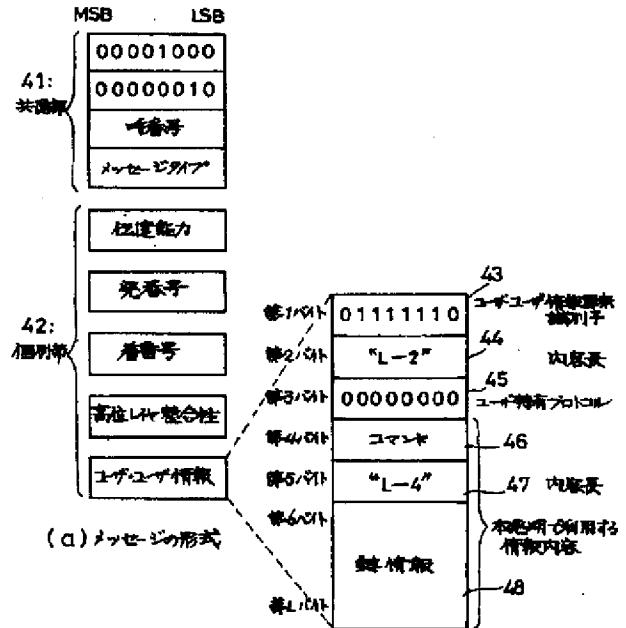 MSB LSB
41:
共通部
00001000
00000010
呼番号
メッセージタイプ
42:
個別部
伝達能力
発番号
着番号
高位レイヤ整合性
ユーザ・ユーザ情報
(a)メッセージの形式
第1バイト 01111110 43 ユーザ・ユーザ情報要素識別子
第2バイト "L-2" 44 内容長
第3バイト 00000000 45 ユーザ特有プロトコル
第4バイト コマンド 46
第5バイト "L-4" 47 内容長
第6バイト
鍵情報
48
第Lバイト
本発明で利用する
情報内容